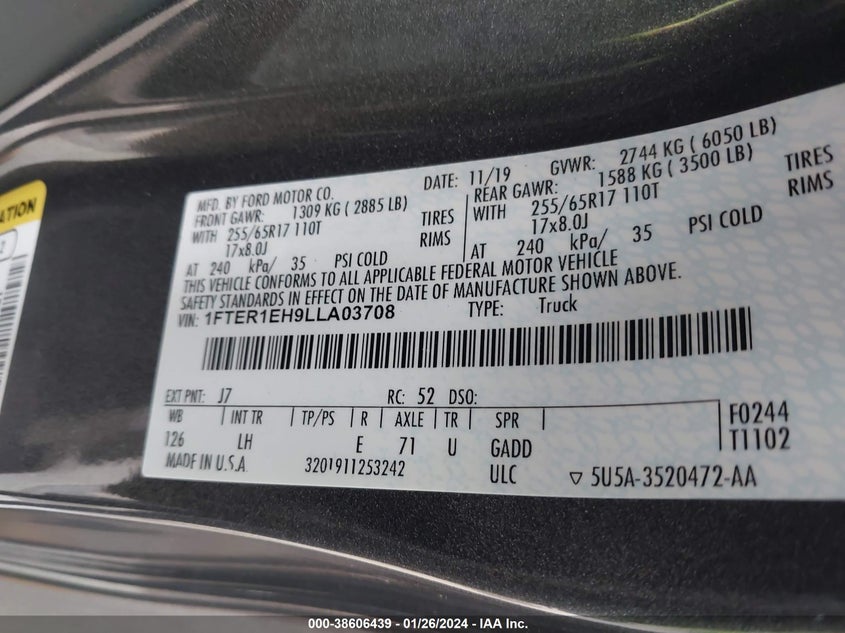 ATION
MFD. BY FORD MOTOR CO. DATE: 11/19 GVWR: 2744 KG ( 6050 LB)
FRONT GAWR: 1309 KG ( 2885 LB) REAR GAWR: 1588 KG ( 3500 LB)
WITH 255/65R17 110T TIRES WITH 255/65R17 110T TIRES
17x8.0J RIMS 17x8.0J RIMS
AT 240 kPa/ 35 PSI COLD AT 240 kPa/ 35 PSI COLD
THIS VEHICLE CONFORMS TO ALL APPLICABLE FEDERAL MOTOR VEHICLE
SAFETY STANDARDS IN EFFECT ON THE DATE OF MANUFACTURE SHOWN ABOVE.
VIN: 1FTER1EH9LLA03708 TYPE: Truck
EXT PNT: J7 RC: 52 DSO:
WB INT TR TP/PS R AXLE TR SPR F0244
126 LH E 71 U GADD T1102
MADE IN U.S.A. 3201911253242 ULC ▽ 5U5A-3520472-AA
000-38606439 - 01/26/2024 - IAA Inc.